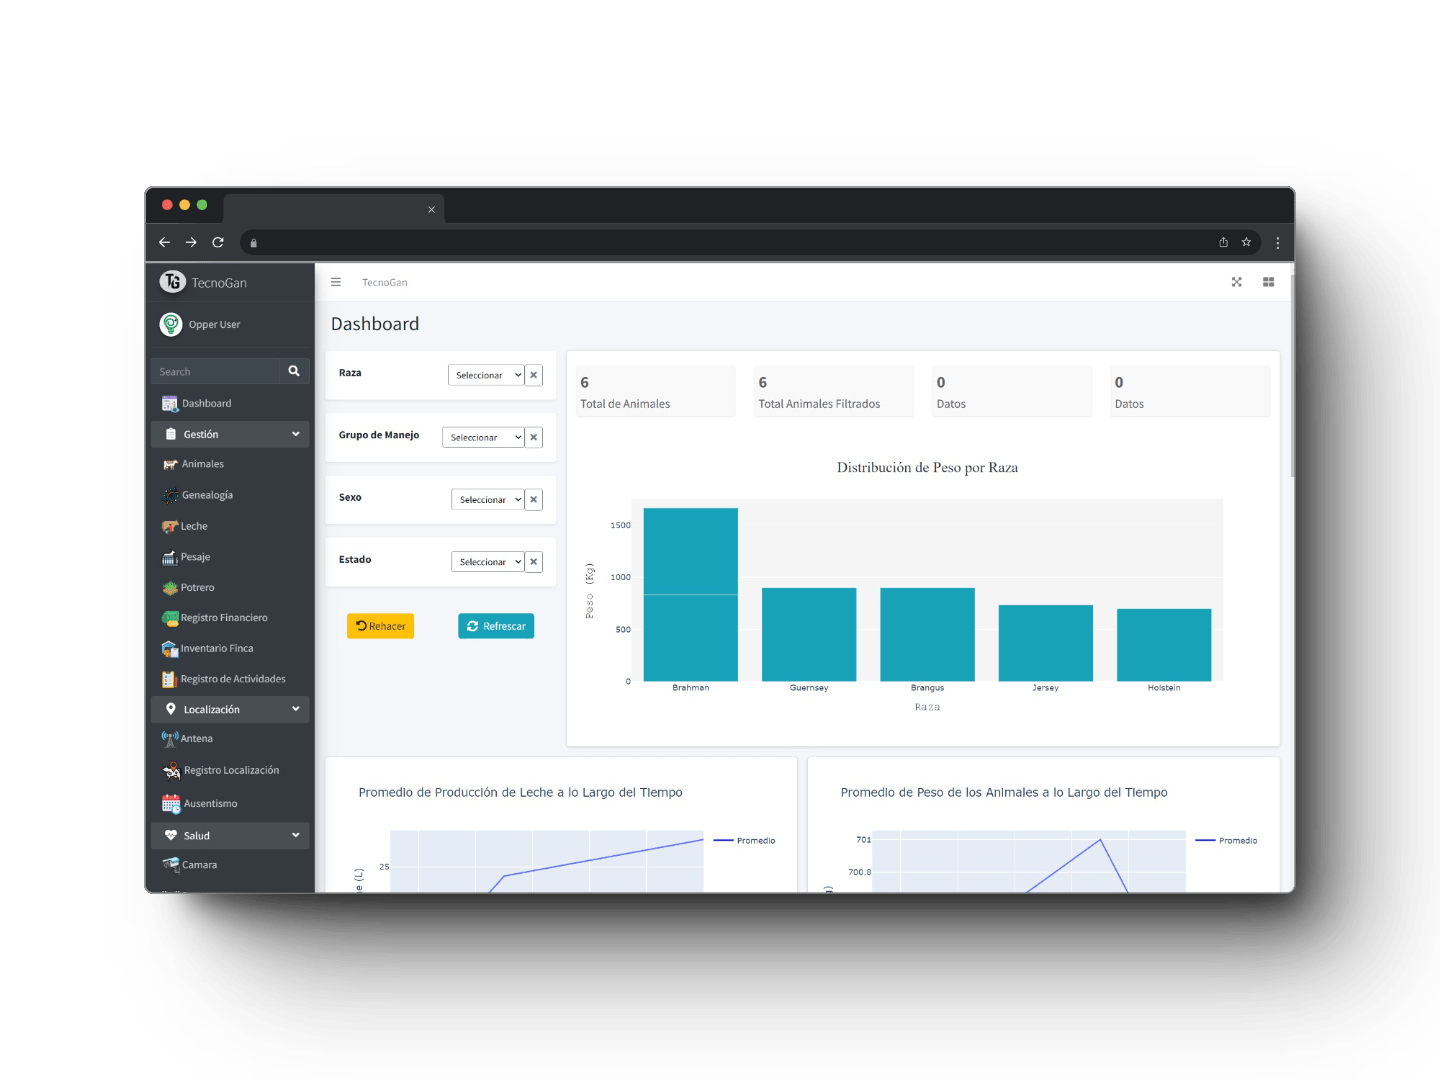 TG TecnoGan
TecnoGan
Opper User
Dashboard
Search
Dashboard
Gestión
Animales
Genealogía
Leche
Pesaje
Potrero
Registro Financiero
Inventario Finca
Registro de Actividades
Localización
Antena
Registro Localización
Ausentismo
Salud
Camara
Raza
Seleccionar
Grupo de Manejo
Seleccionar
Sexo
Seleccionar
Estado
Seleccionar
Rehacer
Refrescar
6
Total de Animales
6
Total Animales Filtrados
0
Datos
0
Datos
Distribución de Peso por Raza
1500
1000
500
0
Peso (Kg)
Brahman
Guernsey
Brangus
Jersey
Holstein
Raza
Promedio de Producción de Leche a lo Largo del Tiempo
25
Promedio
Promedio de Peso de los Animales a lo Largo del Tiempo
701
700.8
Promedio